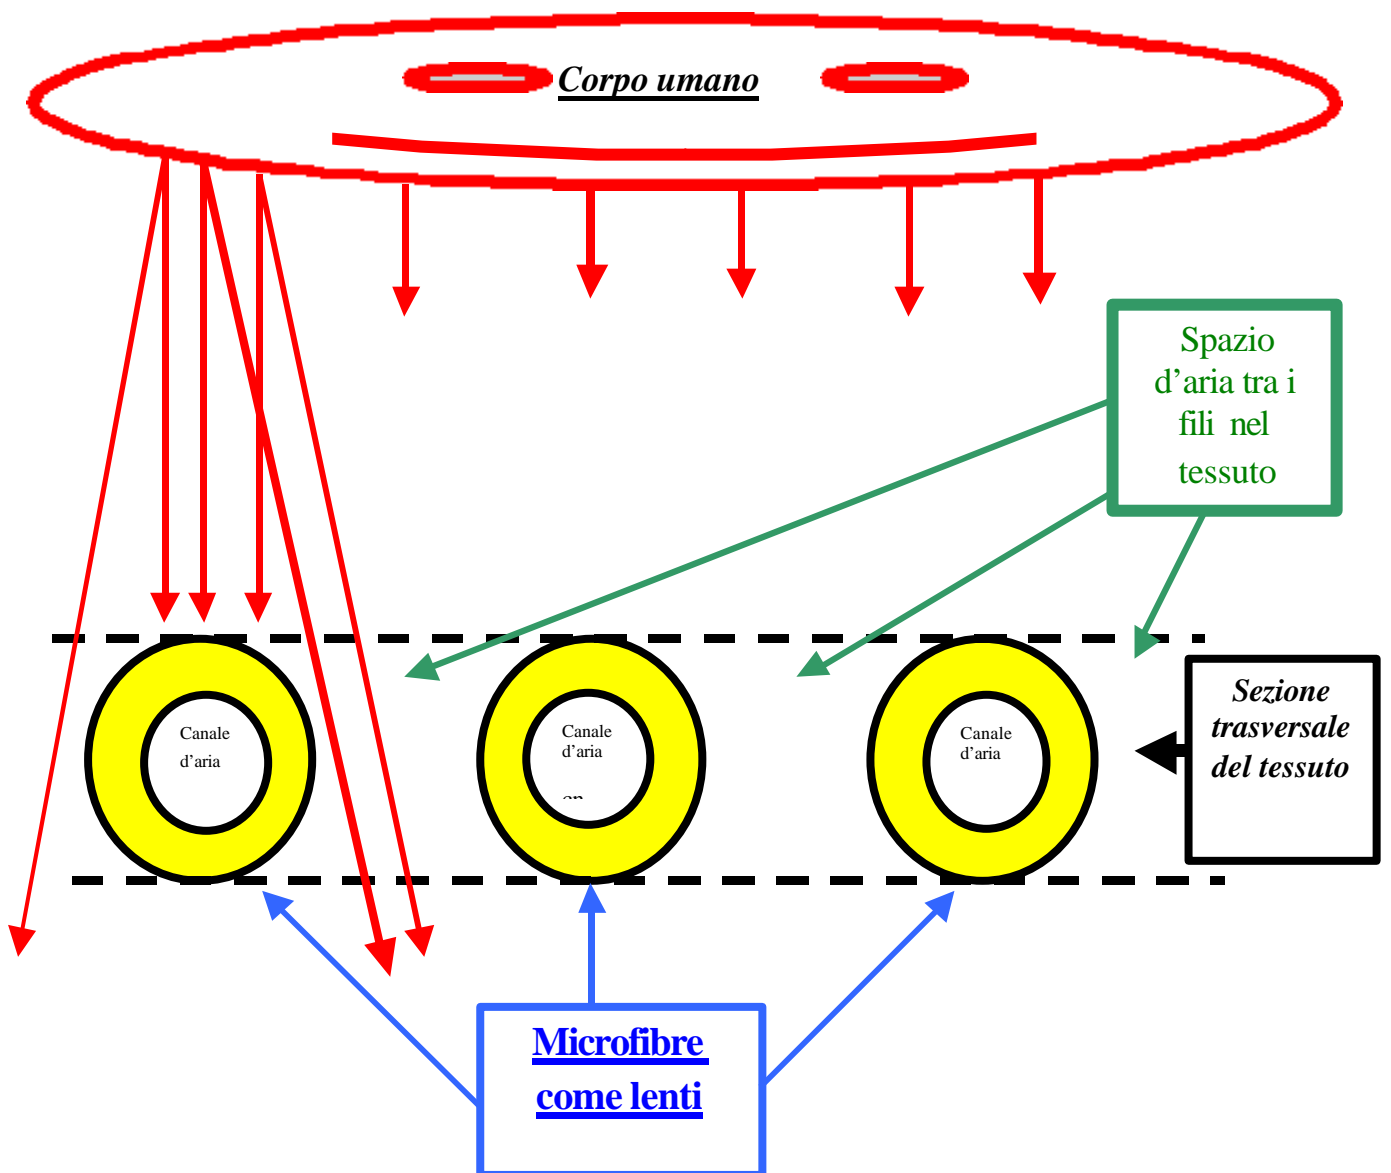 Corpo umano
Spazio
d’aria tra i
fili nel
tessuto
Sezione
trasversale
del tessuto
Canale
d’aria
Canale
d’aria
Canale
d’aria
Microfibre
come lenti